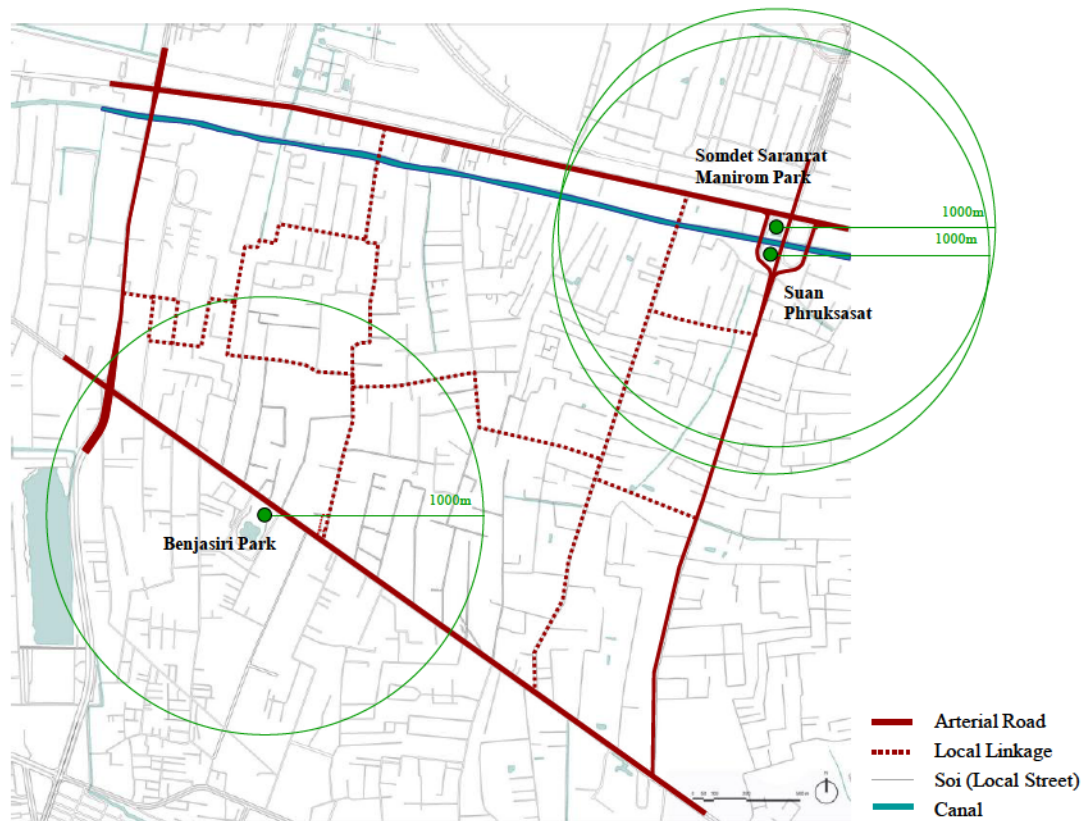 Somdet Saranrat
Manirom Park
1000m
1000m
Suan
Phruksasat
1000m
Benjasiri Park
Arterial Road
Local Linkage
Soi (Local Street)
Canal